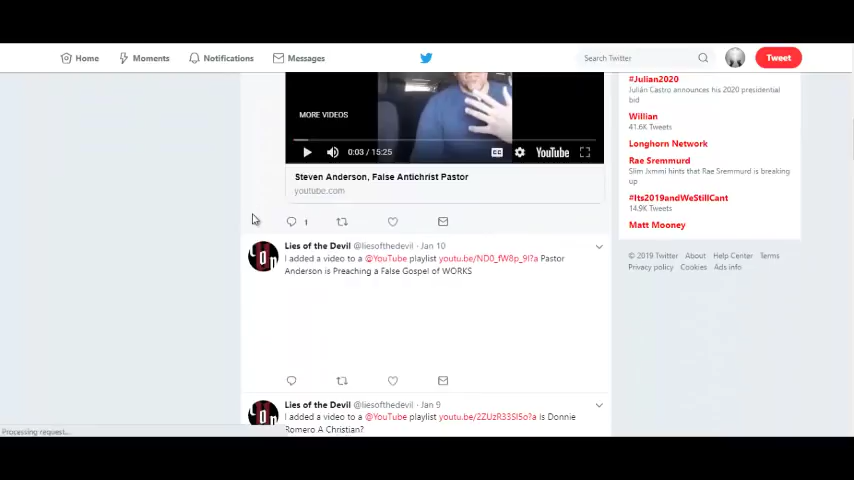 Home
Moments
Notifications
Messages
Search Twitter
Tweet
MORE VIDEOS
0:03 / 15:25
CC
YouTube
Steven Anderson, False Antichrist Pastor
youtube.com
1
Lies of the Devil @liesofthedevil · Jan 10
I added a video to a @YouTube playlist youtu.be/ND0_fW8p_9I?a Pastor
Anderson is Preaching a False Gospel of WORKS
Lies of the Devil @liesofthedevil · Jan 9
I added a video to a @YouTube playlist youtu.be/2ZUzR33SI5o?a Is Donnie
Romero A Christian?
#Julian2020
Julián Castro announces his 2020 presidential
bid
Willian
41.6K Tweets
Longhorn Network
Rae Sremmurd
Slim Jxmmi hints that Rae Sremmurd is breaking
up
#Its2019andWeStillCant
14.9K Tweets
Matt Mooney
© 2019 Twitter About Help Center Terms
Privacy policy Cookies Ads info
Processing request...